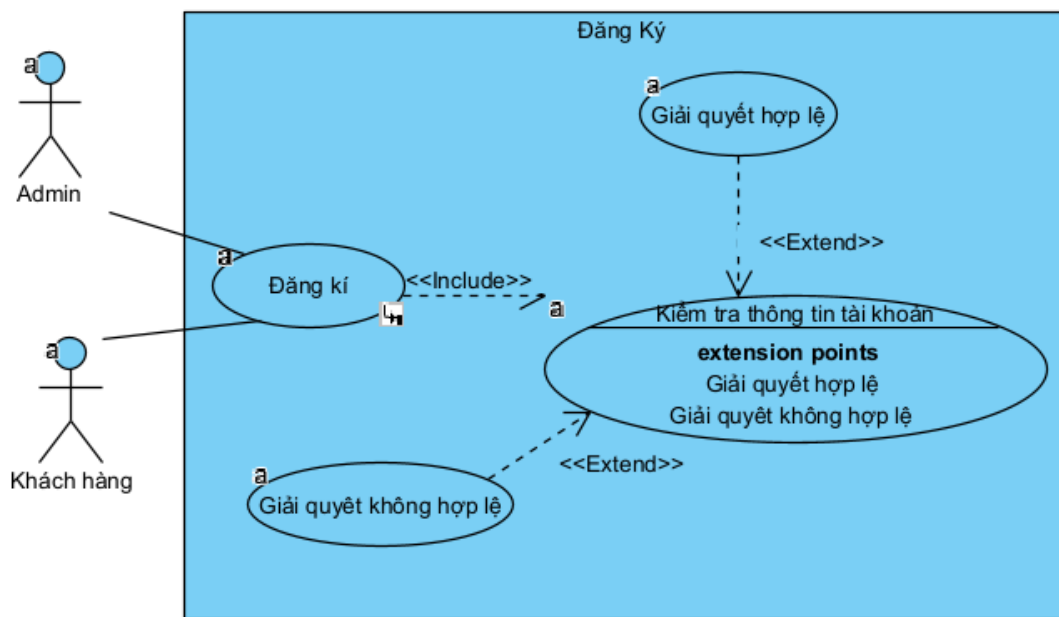 Đăng Ký
a
Giải quyết hợp lệ
a
Admin
<<Extend>>
a
Đăng kí
<<Include>>
a
Kiểm tra thông tin tài khoản
extension points
Giải quyết hợp lệ
Giải quyêt không hợp lệ
a
Khách hàng
<<Extend>>
a
Giải quyêt không hợp lệ